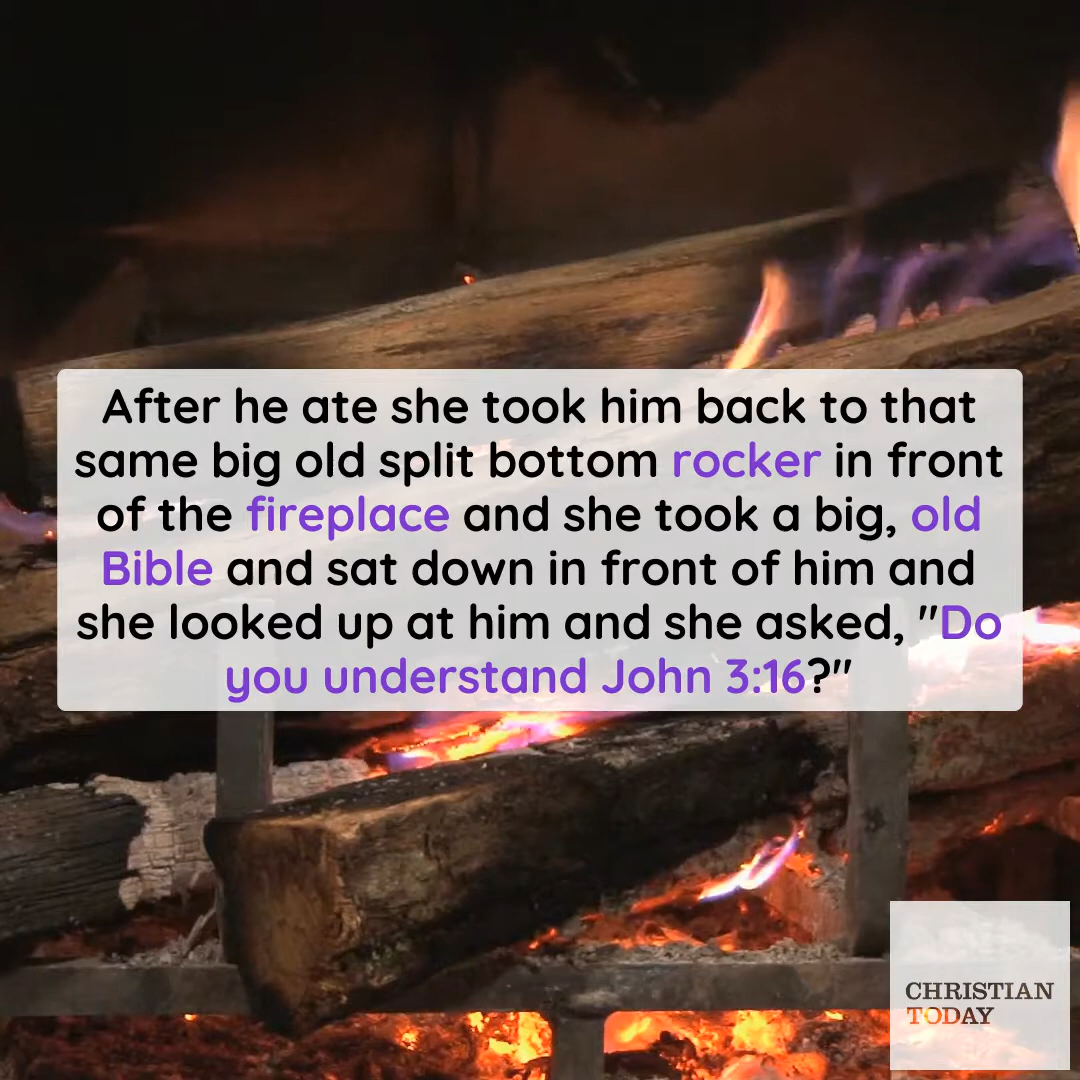 After he ate she took him back to that
same big old split bottom rocker in front
of the fireplace and she took a big, old
Bible and sat down in front of him and
she looked up at him and she asked, "Do
you understand John 3:16?"
CHRISTIAN
TODAY